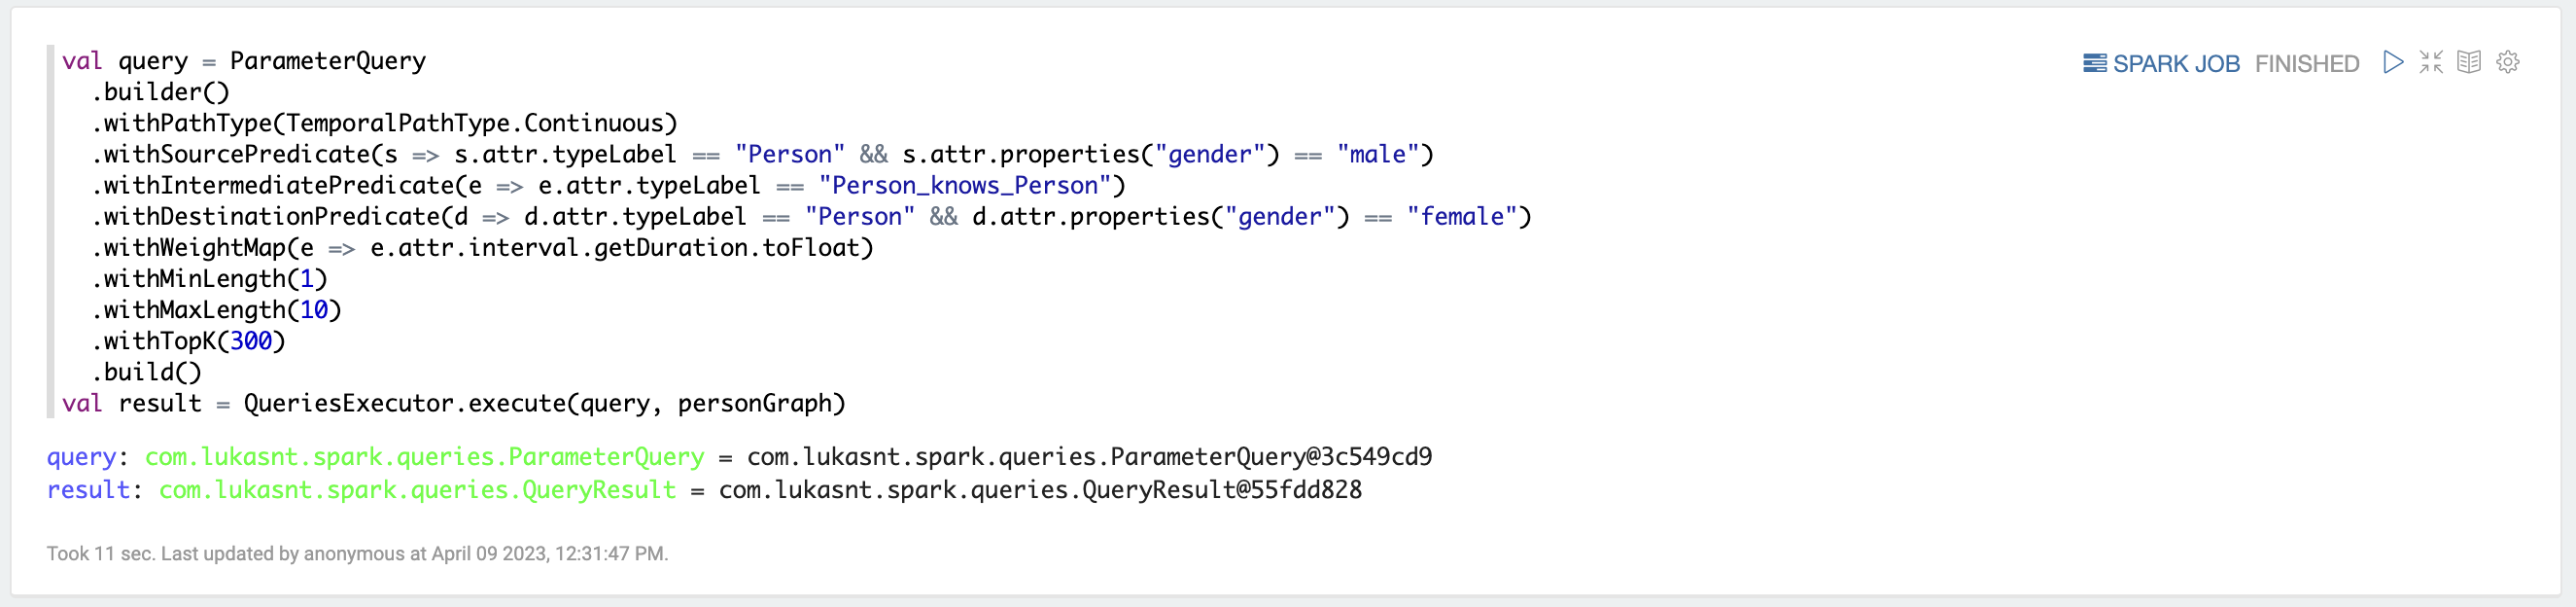 val query = ParameterQuery
SPARK JOB FINISHED
.builder()
.withPathType(TemporalPathType.Continuous)
.withSourcePredicate(s => s.attr.typeLabel == "Person" && s.attr.properties("gender") == "male")
.withIntermediatePredicate(e => e.attr.typeLabel == "Person_knows_Person")
.withDestinationPredicate(d => d.attr.typeLabel == "Person" && d.attr.properties("gender") == "female")
.withWeightMap(e => e.attr.interval.getDuration.toFloat)
.withMinLength(1)
.withMaxLength(10)
.withTopK(300)
.build()
val result = QueriesExecutor.execute(query, personGraph)
query: com.lukasnt.spark.queries.ParameterQuery = com.lukasnt.spark.queries.ParameterQuery@3c549cd9
result: com.lukasnt.spark.queries.QueryResult = com.lukasnt.spark.queries.QueryResult@55fdd828
Took 11 sec. Last updated by anonymous at April 09 2023, 12:31:47 PM.